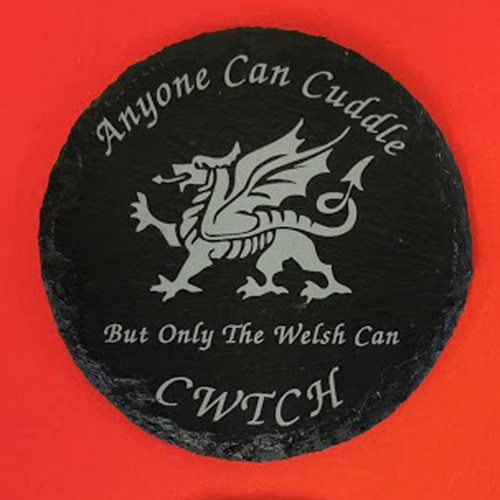 Anyone Can Cuddle
But Only The Welsh Can
CWTCH